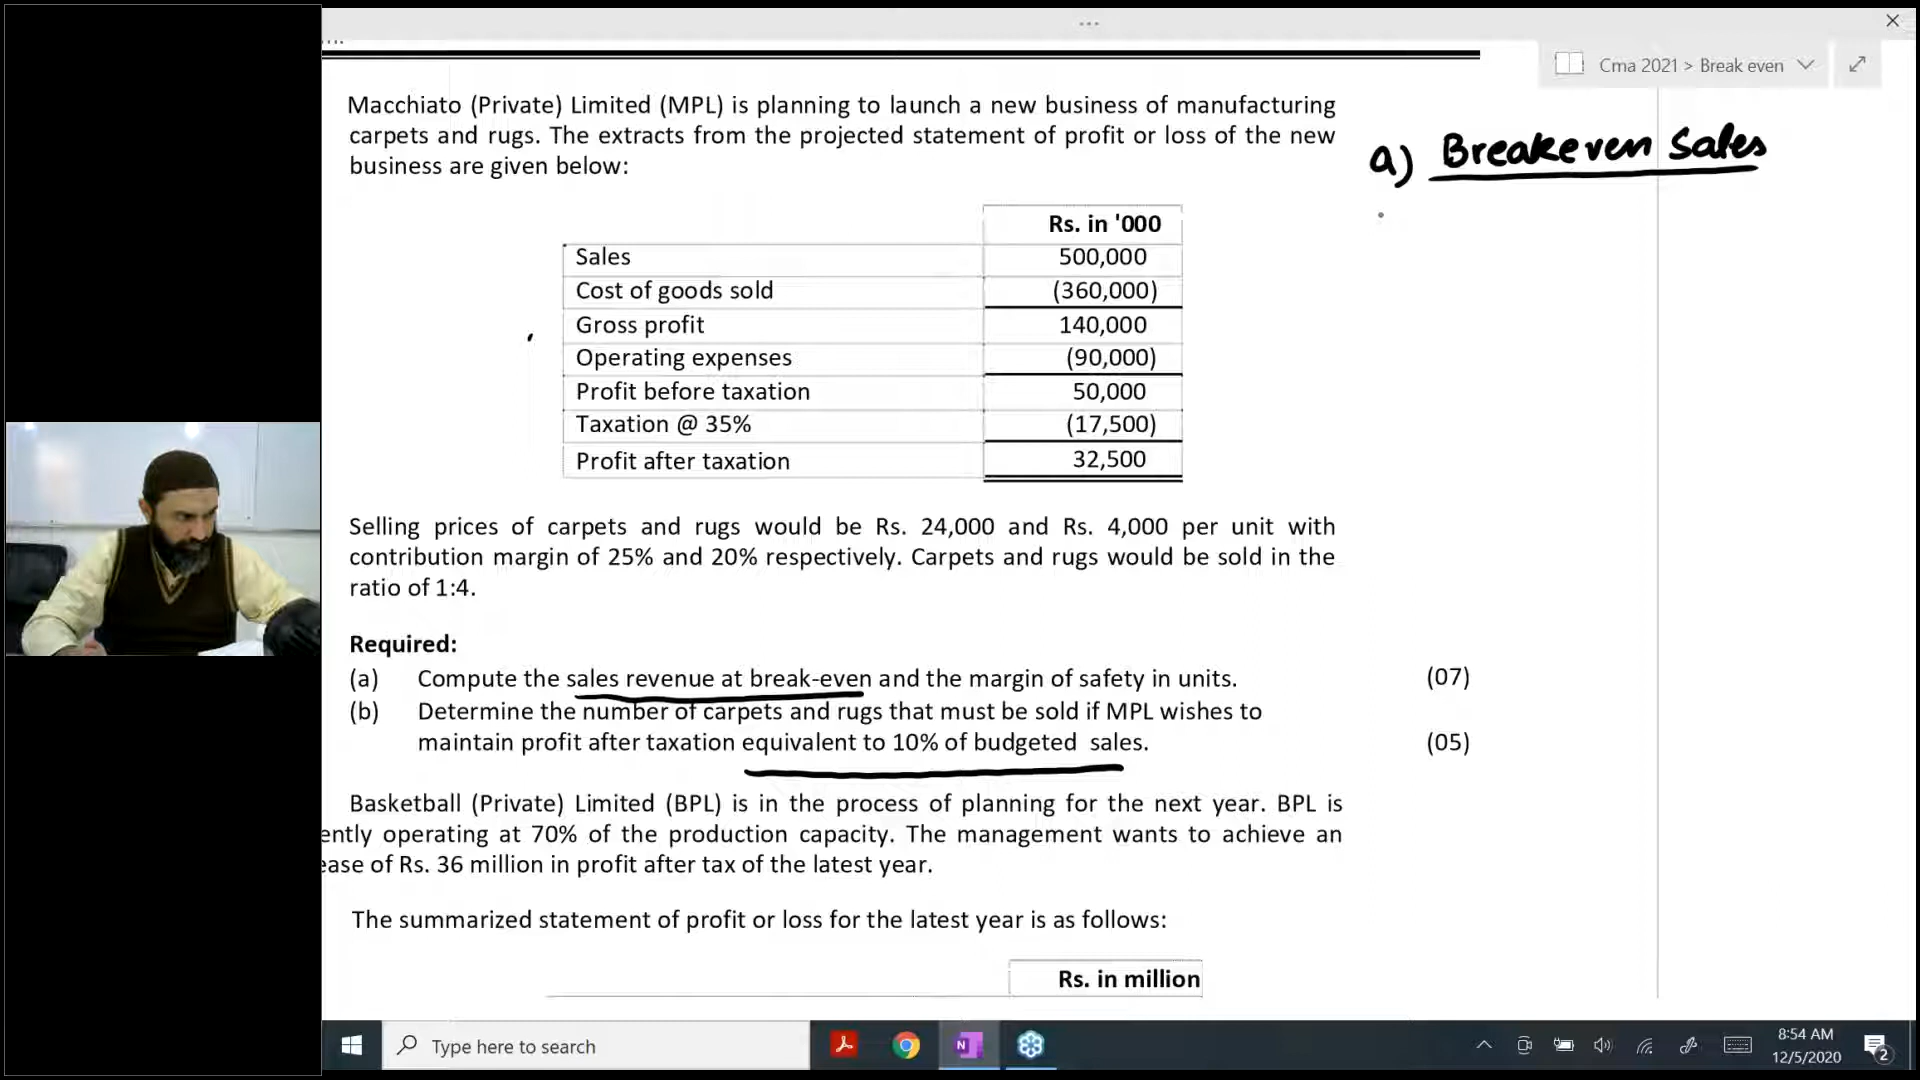 Cma 2021 > Break even
Macchiato (Private) Limited (MPL) is planning to launch a new business of manufacturing
carpets and rugs. The extracts from the projected statement of profit or loss of the new
business are given below:
a) Breakeven Sales
Rs. in '000
Sales 500,000
Cost of goods sold (360,000)
Gross profit 140,000
Operating expenses (90,000)
Profit before taxation 50,000
Taxation @ 35% (17,500)
Profit after taxation 32,500
Selling prices of carpets and rugs would be Rs. 24,000 and Rs. 4,000 per unit with
contribution margin of 25% and 20% respectively. Carpets and rugs would be sold in the
ratio of 1:4.
Required:
(a) Compute the sales revenue at break-even and the margin of safety in units. (07)
(b) Determine the number of carpets and rugs that must be sold if MPL wishes to
maintain profit after taxation equivalent to 10% of budgeted sales. (05)
Basketball (Private) Limited (BPL) is in the process of planning for the next year. BPL is
ently operating at 70% of the production capacity. The management wants to achieve an
ease of Rs. 36 million in profit after tax of the latest year.
The summarized statement of profit or loss for the latest year is as follows:
Rs. in million
Type here to search
8:54 AM
12/5/2020
2